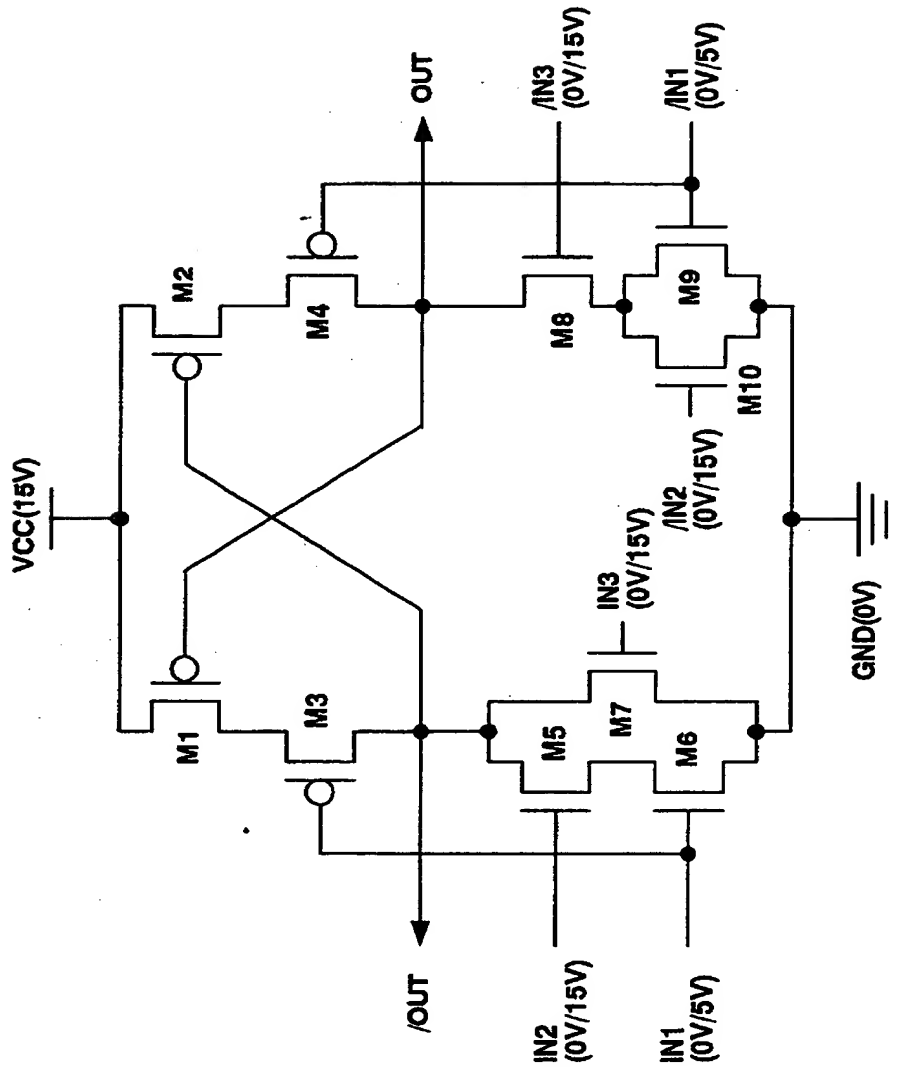 VCC(15V)
M1
M2
M3
M4
/OUT
OUT
M5
M7
M6
IN3
(0V/15V)
M8
M9
M10
/IN3
(0V/15V)
/IN1
(0V/5V)
/IN2
(0V/15V)
IN2
(0V/15V)
IN1
(0V/5V)
GND(0V)